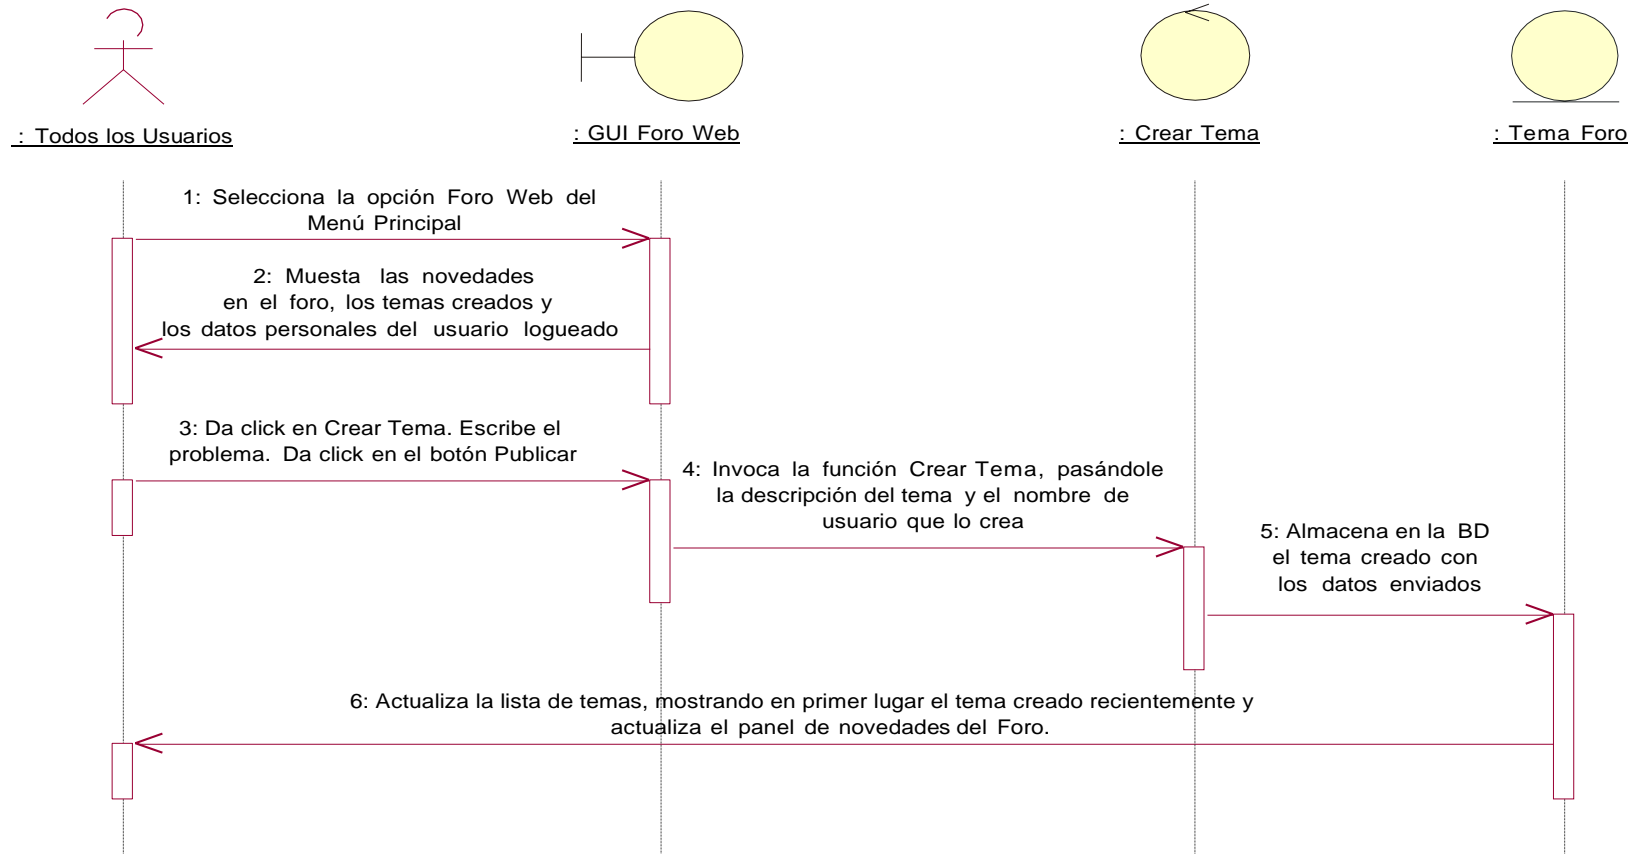 : Todos los Usuarios
: GUI Foro Web
: Crear Tema
: Tema Foro
1: Selecciona la opción Foro Web del
Menú Principal
2: Muesta las novedades
en el foro, los temas creados y
los datos personales del usuario logueado
3: Da click en Crear Tema. Escribe el
problema. Da click en el botón Publicar
4: Invoca la función Crear Tema, pasándole
la descripción del tema y el nombre de
usuario que lo crea
5: Almacena en la BD
el tema creado con
los datos enviados
6: Actualiza la lista de temas, mostrando en primer lugar el tema creado recientemente y
actualiza el panel de novedades del Foro.